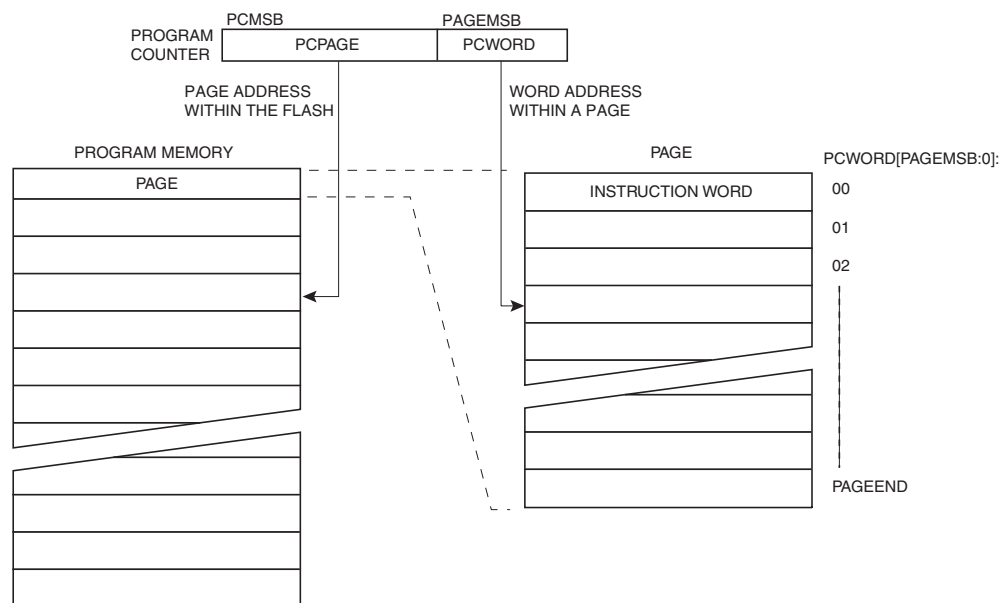 PCMSB
PAGEMSB
PROGRAM
COUNTER
PCPAGE
PCWORD
PAGE ADDRESS
WITHIN THE FLASH
WORD ADDRESS
WITHIN A PAGE
PROGRAM MEMORY
PAGE
PAGE
PCWORD[PAGEMSB:0]:
INSTRUCTION WORD
00
01
02
PAGEEND